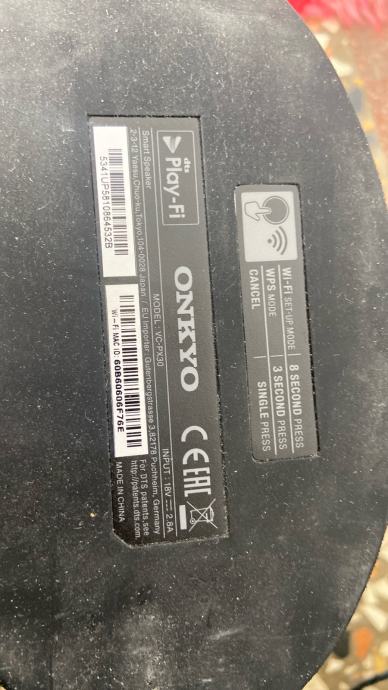 Wi-Fi SET-UP MODE 8 SECOND PRESS
WPS MODE 3 SECOND PRESS
CANCEL SINGLE PRESS
dts
Play-Fi
ONKYO
CE EAC
MODEL : VC-PX30
INPUT : 18V ⎓ 2.8A
Smart Speaker
2-3-12 Yaesu,Chuo-ku,Tokyo,104-0028 Japan / EU Importer : Gutenbergstrasse 3,82178 Puchheim, Germany
5341UP5810864532B
Wi-Fi MAC ID: 60B60606F76E
For DTS patents,see
http://patents.dts.com.
MADE IN CHINA